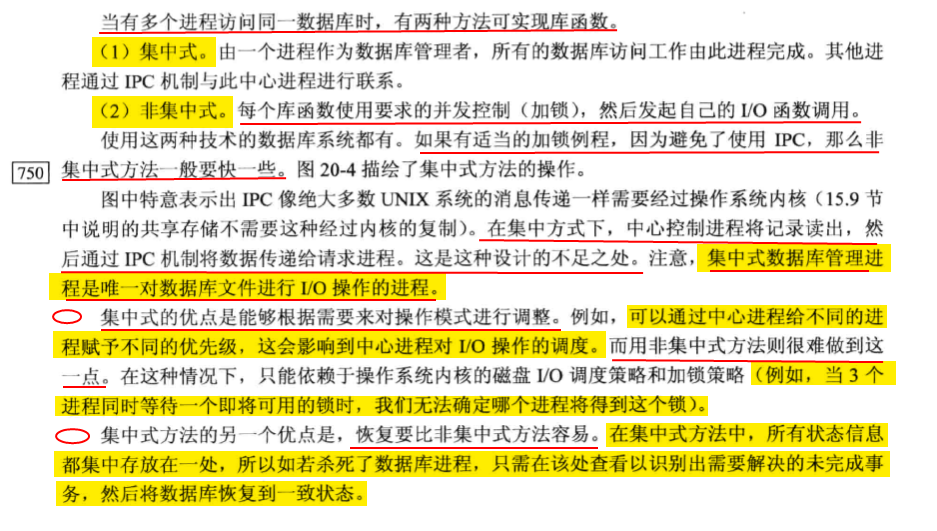 当有多个进程访问同一数据库时，有两种方法可实现库函数。
（1）集中式。由一个进程作为数据库管理者，所有的数据库访问工作由此进程完成。其他进
程通过 IPC 机制与此中心进程进行联系。
（2）非集中式。每个库函数使用要求的并发控制（加锁），然后发起自己的 I/O 函数调用。
使用这两种技术的数据库系统都有。如果有适当的加锁例程，因为避免了使用 IPC，那么非
750 集中式方法一般要快一些。图 20-4 描绘了集中式方法的操作。
图中特意表示出 IPC 像绝大多数 UNIX 系统的消息传递一样需要经过操作系统内核（15.9 节
中说明的共享存储不需要这种经过内核的复制）。在集中方式下，中心控制进程将记录读出，然
后通过 IPC 机制将数据传递给请求进程。这是这种设计的不足之处。注意，集中式数据库管理进
程是唯一对数据库文件进行 I/O 操作的进程。
集中式的优点是能够根据需要来对操作模式进行调整。例如，可以通过中心进程给不同的进
程赋予不同的优先级，这会影响到中心进程对 I/O 操作的调度。而用非集中式方法则很难做到这
一点。在这种情况下，只能依赖于操作系统内核的磁盘 I/O 调度策略和加锁策略（例如，当 3 个
进程同时等待一个即将可用的锁时，我们无法确定哪个进程将得到这个锁）。
集中式方法的另一个优点是，恢复要比非集中式方法容易。在集中式方法中，所有状态信息
都集中存放在一处，所以如若杀死了数据库进程，只需在该处查看以识别出需要解决的未完成事
务，然后将数据库恢复到一致状态。